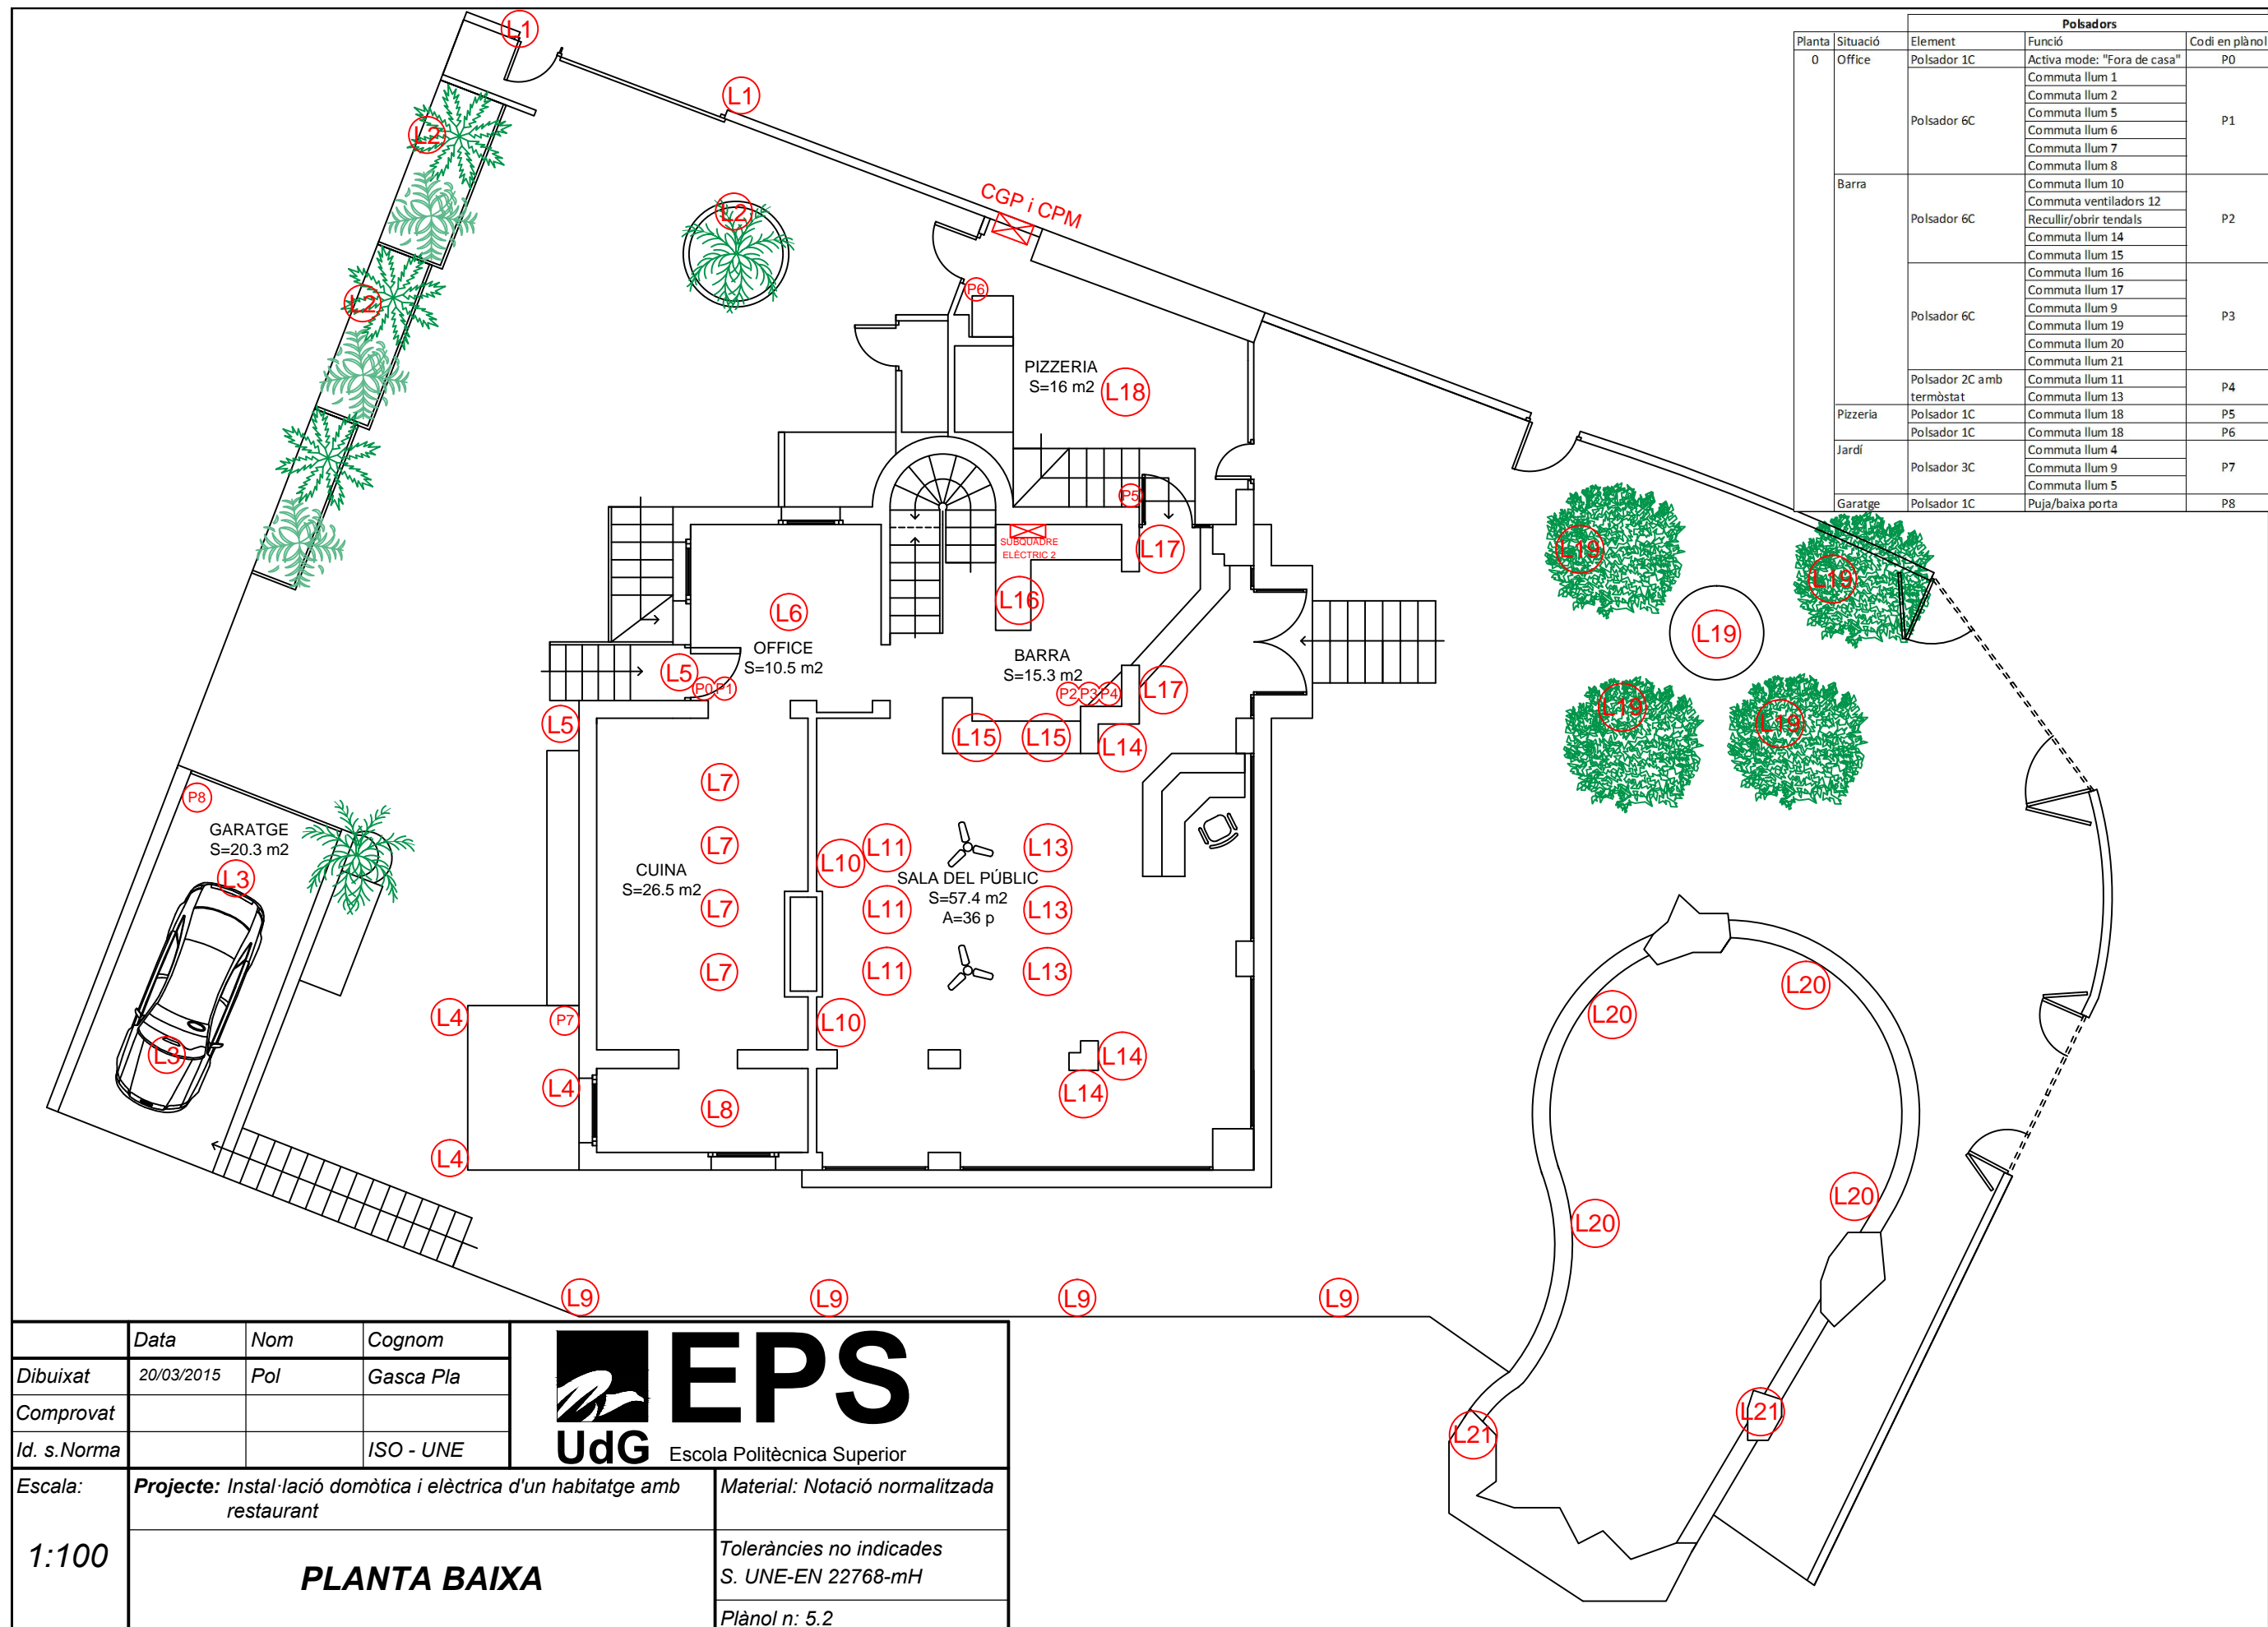 Polsadors
Planta Situació Element Funció Codi en plànol
0 Office Polsador 1C Activa mode: "Fora de casa" P0
Polsador 6C P1
Commuta llum 1
Commuta llum 2
Commuta llum 5
Commuta llum 6
Commuta llum 7
Commuta llum 8
Barra Polsador 6C P2
Commuta llum 10
Commuta ventiladors 12
Recullir/obrir tendals
Commuta llum 14
Commuta llum 15
Polsador 6C P3
Commuta llum 16
Commuta llum 17
Commuta llum 9
Commuta llum 19
Commuta llum 20
Commuta llum 21
Polsador 2C amb Commuta llum 11 P4
termòstat Commuta llum 13
Pizzeria Polsador 1C Commuta llum 18 P5
Polsador 1C Commuta llum 18 P6
Jardí Polsador 3C P7
Commuta llum 4
Commuta llum 9
Commuta llum 5
Garatge Polsador 1C Puja/baixa porta P8
L1
L1
L2
L2
L2
CGP i CPM
P6
PIZZERIA
S=16 m2
L18
P5
SUBQUADRE
ELÈCTRIC 2
L17
L16
L6
OFFICE
S=10.5 m2
L5
P0 P1
L5
BARRA
S=15.3 m2
P2 P3 P4
L17
L15 L15 L14
L19 L19
L19
L19 L19
P8
GARATGE
S=20.3 m2
L3
L3
L7
L7
L7
L7
CUINA
S=26.5 m2
L10 L11 L13
SALA DEL PÚBLIC
S=57.4 m2
A=36 p
L11 L13
L11 L13
L10
L14
L14
L4 P7
L4
L4
L8
L20 L20
L20 L20
L9 L9 L9 L9
L21 L21
Data Nom Cognom
Dibuixat 20/03/2015 Pol Gasca Pla
Comprovat
Id. s.Norma ISO - UNE
EPS
UdG Escola Politècnica Superior
Escala:
1:100
Projecte: Instal·lació domòtica i elèctrica d'un habitatge amb
restaurant
Material: Notació normalitzada
PLANTA BAIXA
Toleràncies no indicades
S. UNE-EN 22768-mH
Plànol n: 5.2